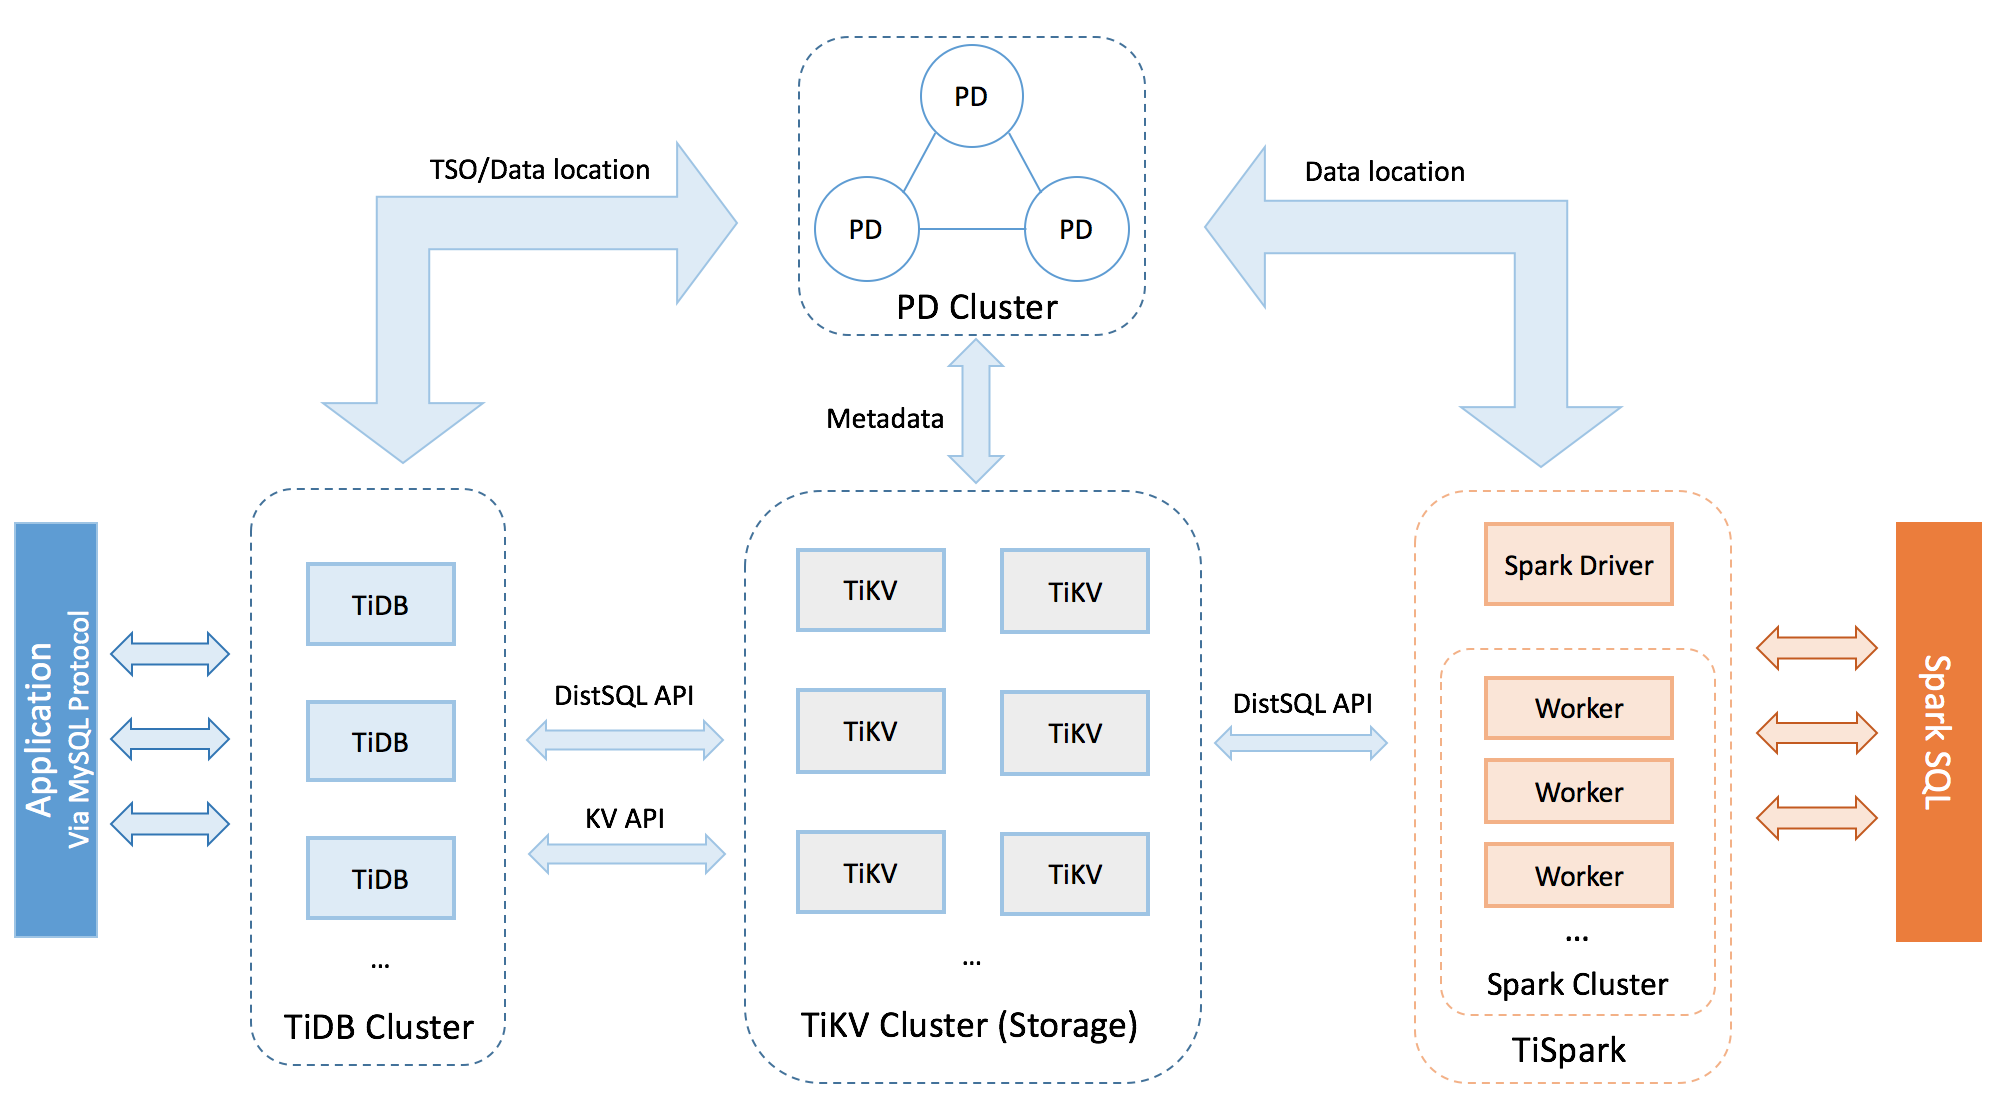 PD
PD
PD
PD Cluster
TSO/Data location
Data location
Metadata
Application
Via MySQL Protocol
TiDB
TiDB
TiDB
...
TiDB Cluster
DistSQL API
KV API
TiKV
TiKV
TiKV
TiKV
TiKV
TiKV
...
TiKV Cluster (Storage)
DistSQL API
Spark Driver
Worker
Worker
Worker
...
Spark Cluster
TiSpark
Spark SQL